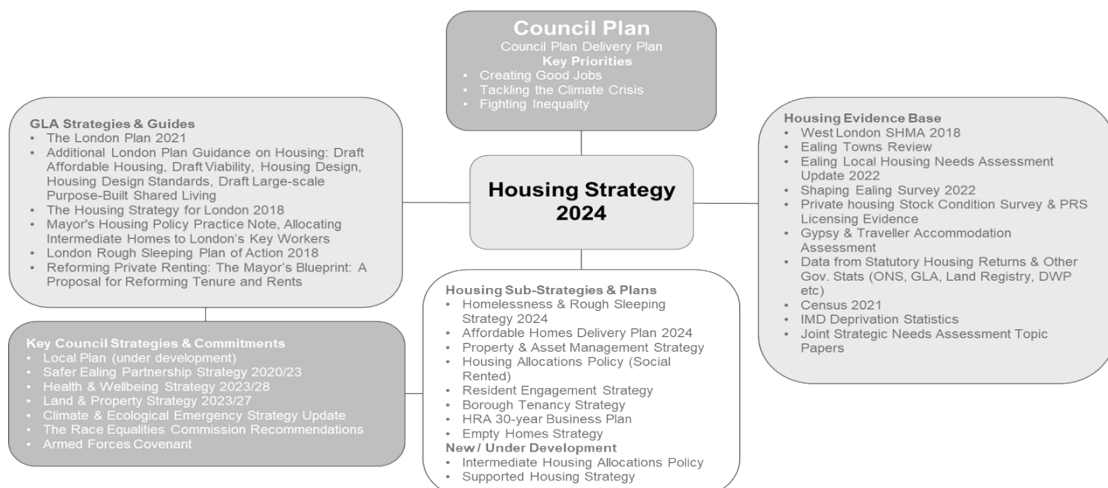 Council Plan
Council Plan Delivery Plan
Key Priorities
• Creating Good Jobs
• Tackling the Climate Crisis
• Fighting Inequality
GLA Strategies & Guides
• The London Plan 2021
• Additional London Plan Guidance on Housing: Draft
Affordable Housing, Draft Viability, Housing Design,
Housing Design Standards, Draft Large-scale
Purpose-Built Shared Living
• The Housing Strategy for London 2018
• Mayor's Housing Policy Practice Note, Allocating
Intermediate Homes to London's Key Workers
• London Rough Sleeping Plan of Action 2018
• Reforming Private Renting: The Mayor's Blueprint: A
Proposal for Reforming Tenure and Rents
Housing Strategy
2024
Housing Evidence Base
• West London SHMA 2018
• Ealing Towns Review
• Ealing Local Housing Needs Assessment
Update 2022
• Shaping Ealing Survey 2022
• Private housing Stock Condition Survey & PRS
Licensing Evidence
• Gypsy & Traveller Accommodation
Assessment
• Data from Statutory Housing Returns & Other
Gov. Stats (ONS, GLA, Land Registry, DWP
etc)
• Census 2021
• IMD Deprivation Statistics
• Joint Strategic Needs Assessment Topic
Papers
Key Council Strategies & Commitments
• Local Plan (under development)
• Safer Ealing Partnership Strategy 2020/23
• Health & Wellbeing Strategy 2023/28
• Land & Property Strategy 2023/27
• Climate & Ecological Emergency Strategy Update
• The Race Equalities Commission Recommendations
• Armed Forces Covenant
Housing Sub-Strategies & Plans
• Homelessness & Rough Sleeping
Strategy 2024
• Affordable Homes Delivery Plan 2024
• Property & Asset Management Strategy
• Housing Allocations Policy (Social
Rented)
• Resident Engagement Strategy
• Borough Tenancy Strategy
• HRA 30-year Business Plan
• Empty Homes Strategy
New / Under Development
• Intermediate Housing Allocations Policy
• Supported Housing Strategy